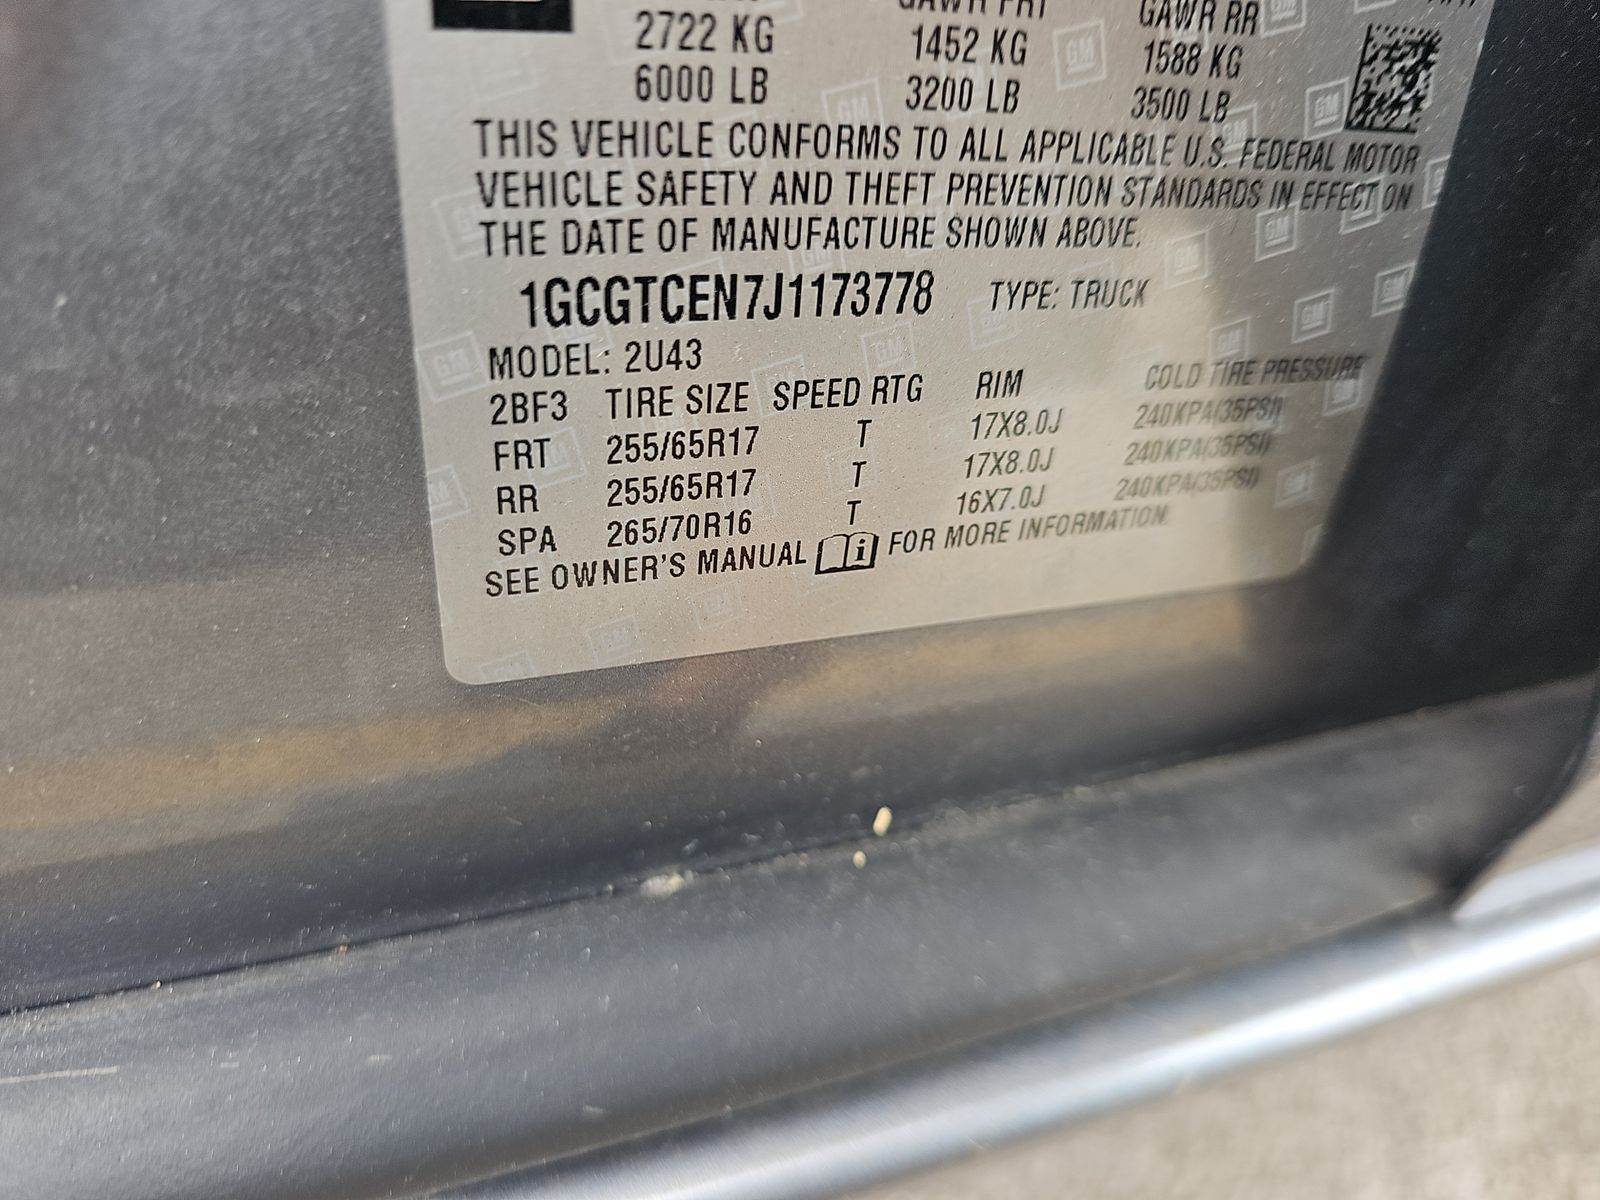 2722 KG 1452 KG 1588 KG
GAWR FRT GAWR RR
6000 LB 3200 LB 3500 LB
THIS VEHICLE CONFORMS TO ALL APPLICABLE U.S. FEDERAL MOTOR
VEHICLE SAFETY AND THEFT PREVENTION STANDARDS IN EFFECT ON
THE DATE OF MANUFACTURE SHOWN ABOVE.
1GCGTCEN7J1173778 TYPE: TRUCK
MODEL: 2U43
2BF3 TIRE SIZE SPEED RTG RIM COLD TIRE PRESSURE
FRT 255/65R17 T 17X8.0J 240KPA(35PSI)
RR 255/65R17 T 17X8.0J 240KPA(35PSI)
SPA 265/70R16 T 16X7.0J 240KPA(35PSI)
SEE OWNER'S MANUAL i FOR MORE INFORMATION.